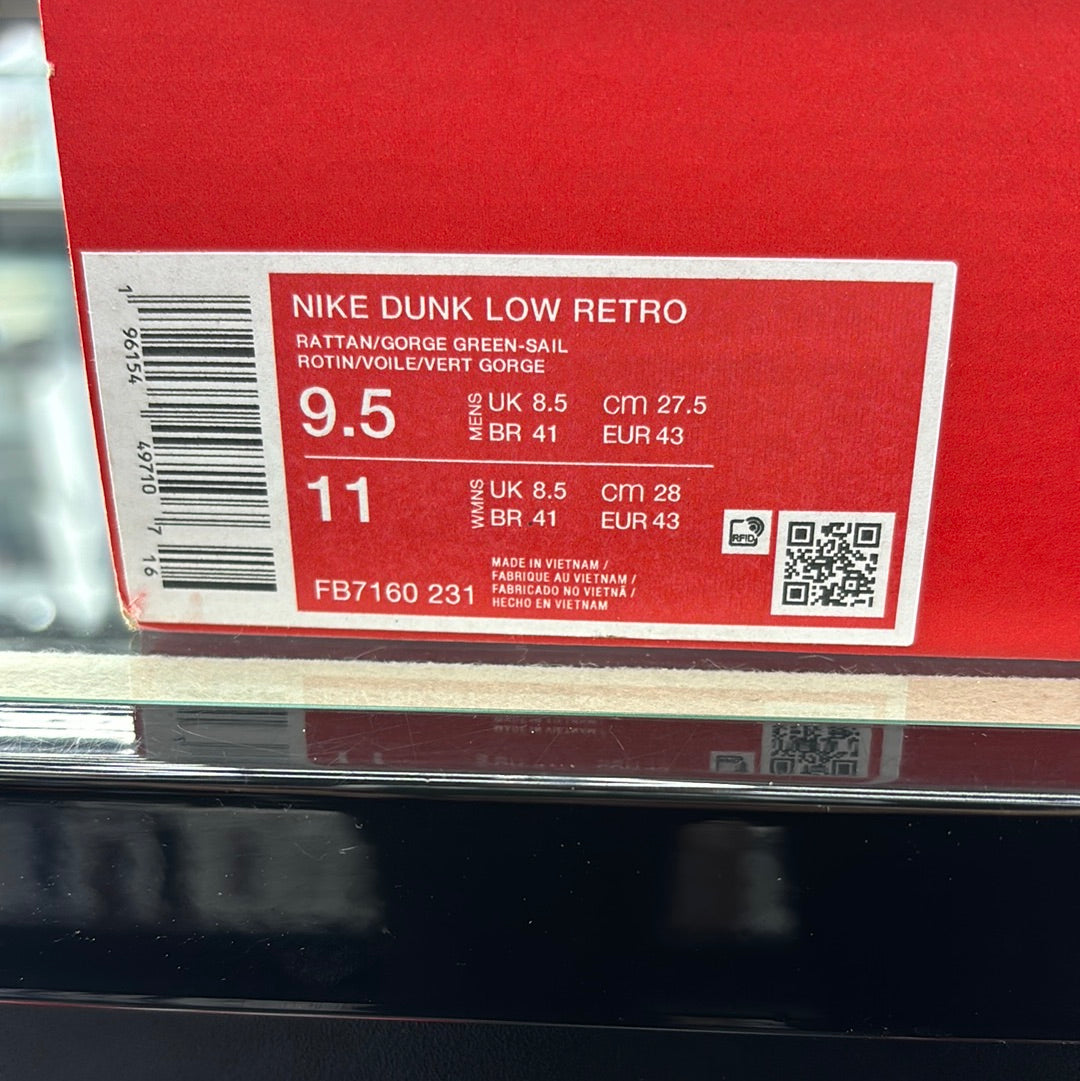 NIKE DUNK LOW RETRO
RATTAN/GORGE GREEN-SAIL
ROTIN/VOILE/VERT GORGE
9.5 MENS UK 8.5 cm 27.5
BR 41 EUR 43
11 WMNS UK 8.5 cm 28
BR 41 EUR 43
RFID
FB7160 231
MADE IN VIETNAM /
FABRIQUE AU VIETNAM /
FABRICADO NO VIETNÃ /
HECHO EN VIETNAM
1 96154 49710 7 16